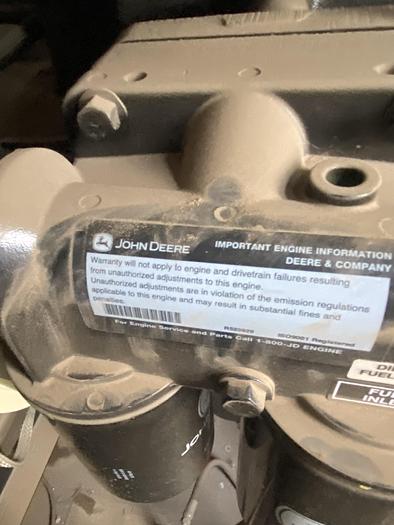 JOHN DEERE
IMPORTANT ENGINE INFORMATION
DEERE & COMPANY
Warranty will not apply to engine and drivetrain failures resulting
from unauthorized adjustments to this engine.
Unauthorized adjustments are in violation of the emission regulations
applicable to this engine and may result in substantial fines and
penalties.
ISO9001 Registered
For Engine Service and Parts Call 1-800-JD ENGINE
FUEL
FU
INLE
JO